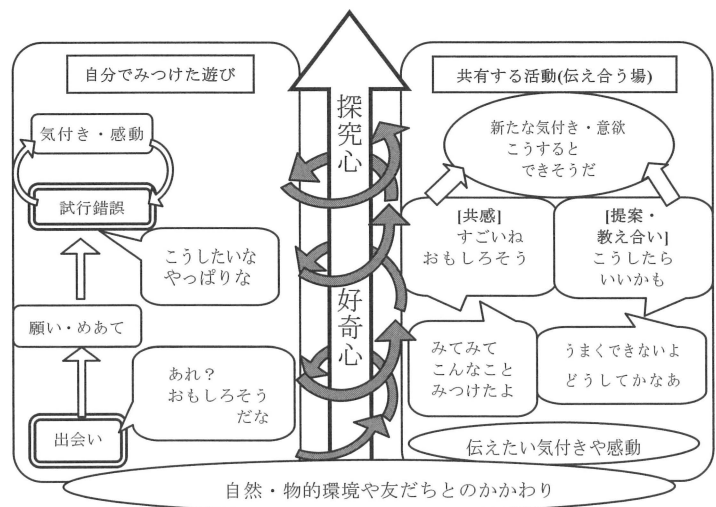 自分でみつけた遊び
気付き・感動
試行錯誤
こうしたいな
やっぱりな
願い・めあて
あれ?
おもしろそう
だな
出会い
探究心
好奇心
共有する活動(伝え合う場)
新たな気付き・意欲
こうすると
できそうだ
[共感]
すごいね
おもしろそう
[提案・
教え合い]
こうしたら
いいかも
みてみて
こんなこと
みつけたよ
うまくできないよ
どうしてかなあ
伝えたい気付きや感動
自然・物的環境や友だちとのかかわり